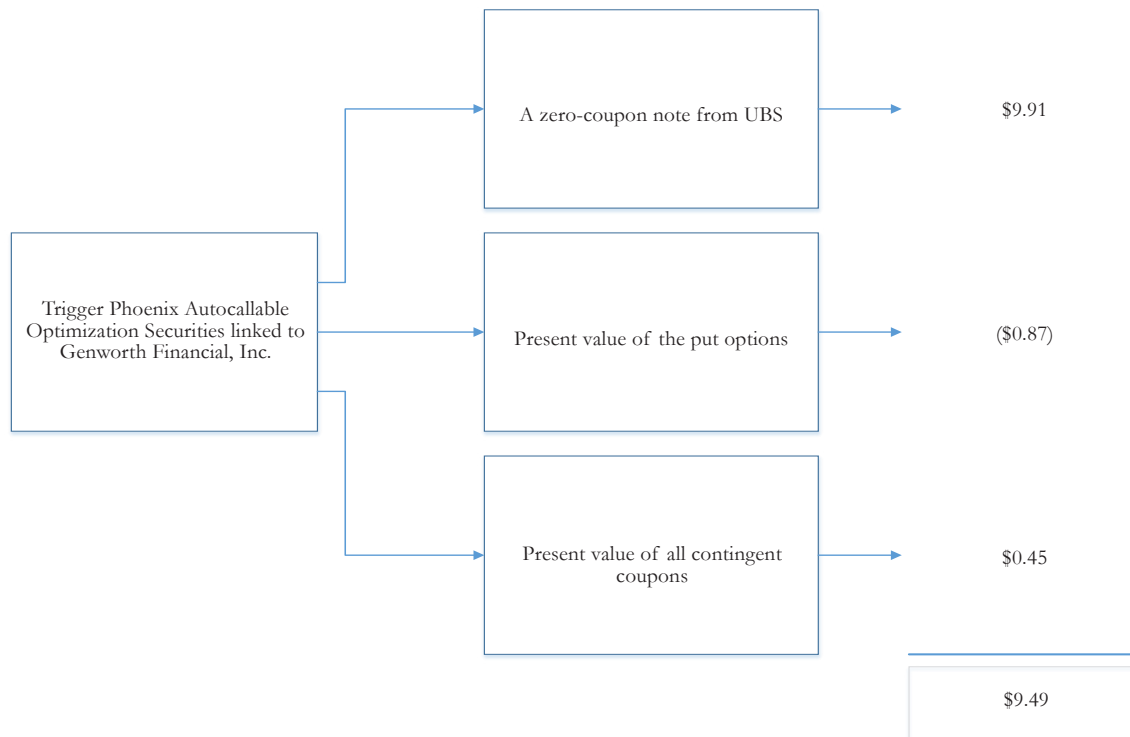 A zero-coupon note from UBS
$9.91
Trigger Phoenix Autocallable
Optimization Securities linked to
Genworth Financial, Inc.
Present value of the put options
($0.87)
Present value of all contingent
coupons
$0.45
$9.49